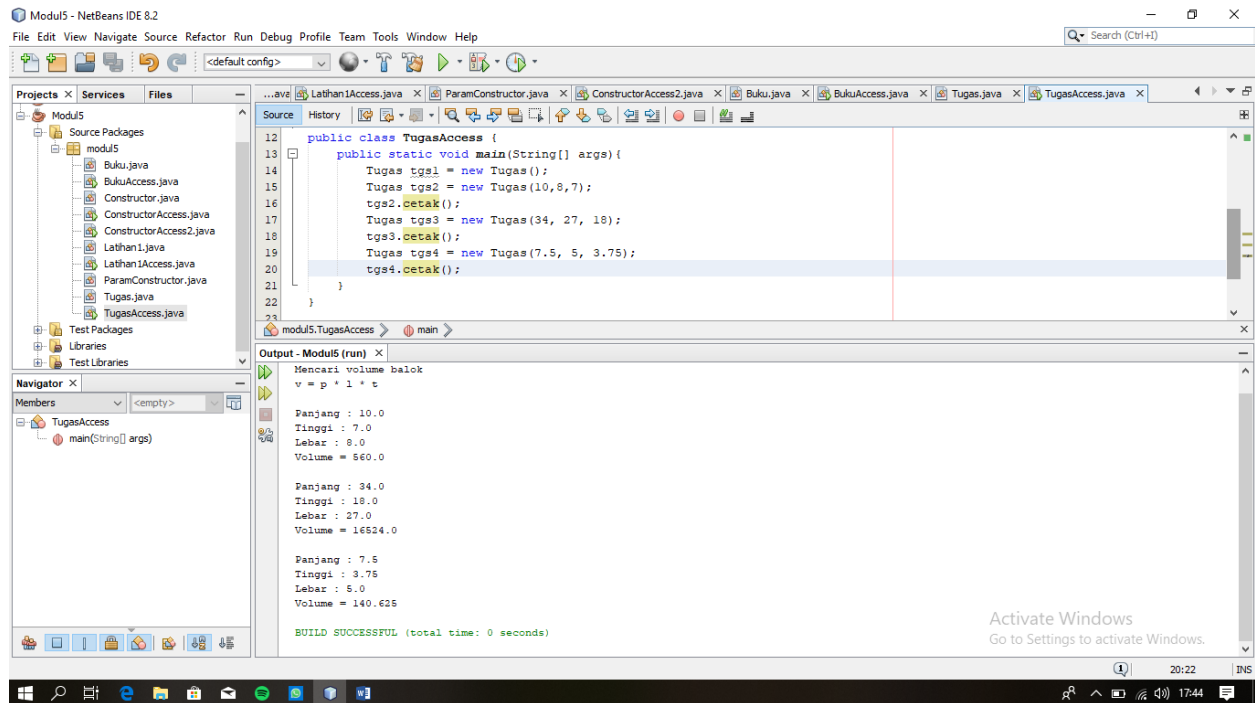 Modul5 - NetBeans IDE 8.2
File Edit View Navigate Source Refactor Run Debug Profile Team Tools Window Help
Search (Ctrl+I)
<default config>
Projects Services Files
...ava Latihan1Access.java ParamConstructor.java ConstructorAccess2.java Buku.java BukuAccess.java Tugas.java TugasAccess.java
Modul5
Source Packages
modul5
Buku.java
BukuAccess.java
Constructor.java
ConstructorAccess.java
ConstructorAccess2.java
Latihan1.java
Latihan1Access.java
ParamConstructor.java
Tugas.java
TugasAccess.java
Test Packages
Libraries
Test Libraries
Source History
12 public class TugasAccess {
13 public static void main(String[] args){
14 Tugas tgs1 = new Tugas();
15 Tugas tgs2 = new Tugas(10,8,7);
16 tgs2.cetak();
17 Tugas tgs3 = new Tugas(34, 27, 18);
18 tgs3.cetak();
19 Tugas tgs4 = new Tugas(7.5, 5, 3.75);
20 tgs4.cetak();
21 }
22 }
23
modul5.TugasAccess main
Navigator
Members <empty>
TugasAccess
main(String[] args)
Output - Modul5 (run)
Mencari volume balok
v = p * l * t
Panjang : 10.0
Tinggi : 7.0
Lebar : 8.0
Volume = 560.0
Panjang : 34.0
Tinggi : 18.0
Lebar : 27.0
Volume = 16524.0
Panjang : 7.5
Tinggi : 3.75
Lebar : 5.0
Volume = 140.625
BUILD SUCCESSFUL (total time: 0 seconds)
Activate Windows
Go to Settings to activate Windows.
1 20:22 INS
17:44